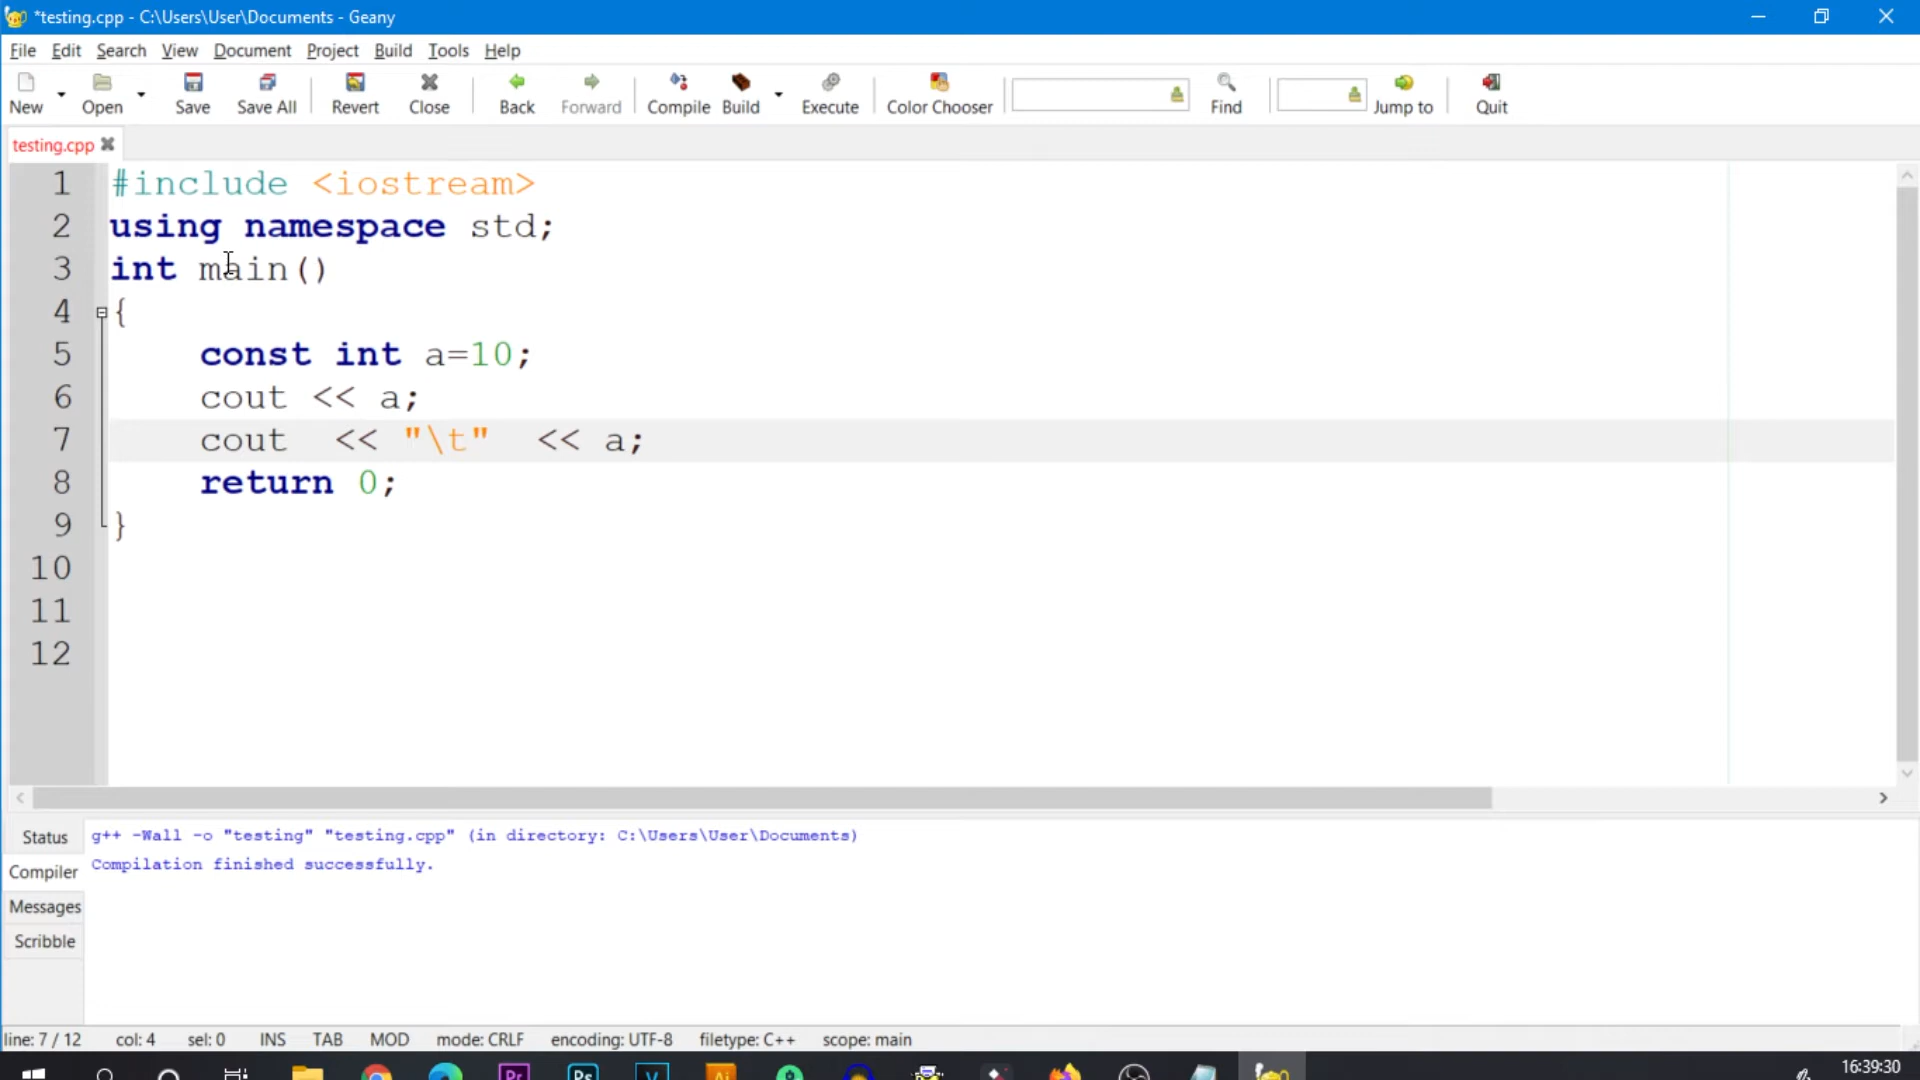 *testing.cpp - C:\Users\User\Documents - Geany
File Edit Search View Document Project Build Tools Help
New Open Save Save All Revert Close Back Forward Compile Build Execute Color Chooser Find Jump to Quit
testing.cpp
1 #include <iostream>
2 using namespace std;
3 int main()
4 {
5 const int a=10;
6 cout << a;
7 cout  << "\t"  << a;
8 return 0;
9 }
10
11
12
Status
Compiler
Messages
Scribble
g++ -Wall -o "testing" "testing.cpp" (in directory: C:\Users\User\Documents)
Compilation finished successfully.
line: 7 / 12 col: 4 sel: 0 INS TAB MOD mode: CRLF encoding: UTF-8 filetype: C++ scope: main
Pr Ps V Ai 16:39:30